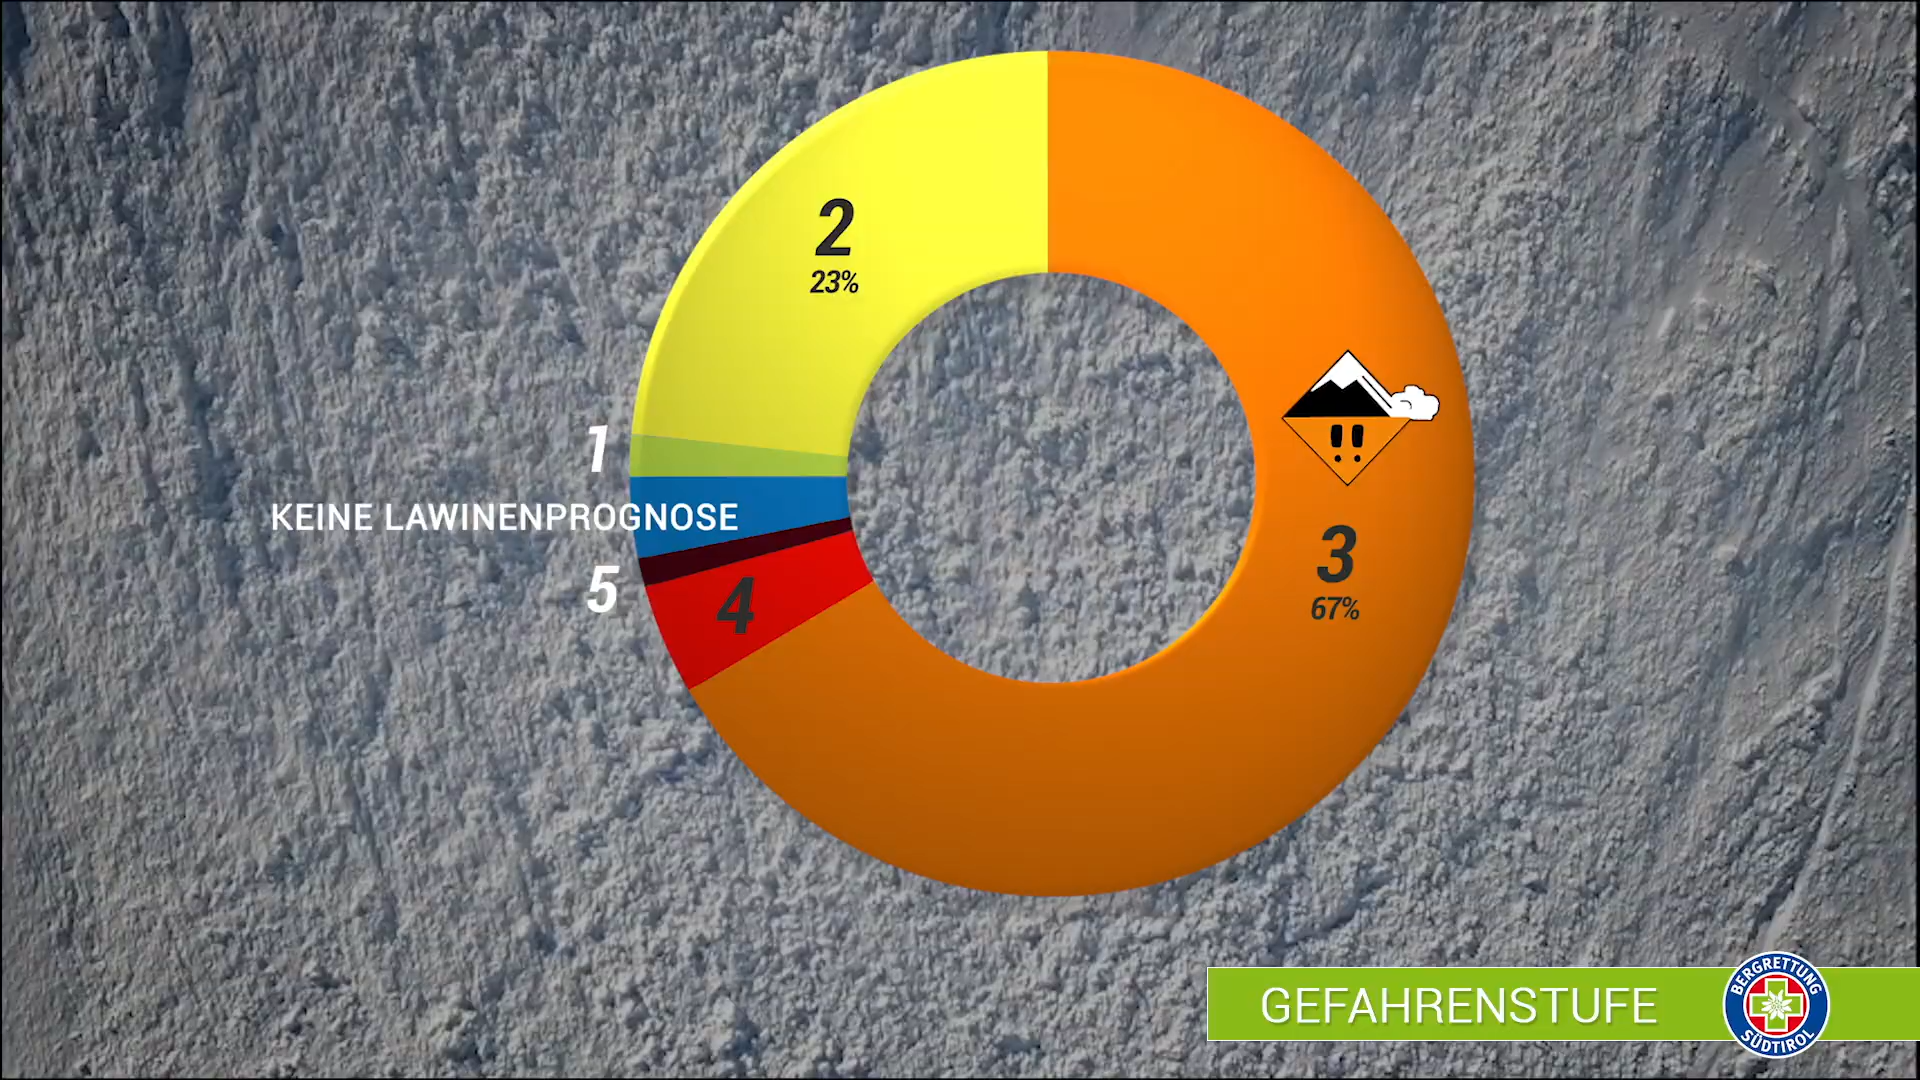 2
23%
1
KEINE LAWINENPROGNOSE
5
4
!!
3
67%
GEFAHRENSTUFE
BERGRETTUNG
SÜDTIROL